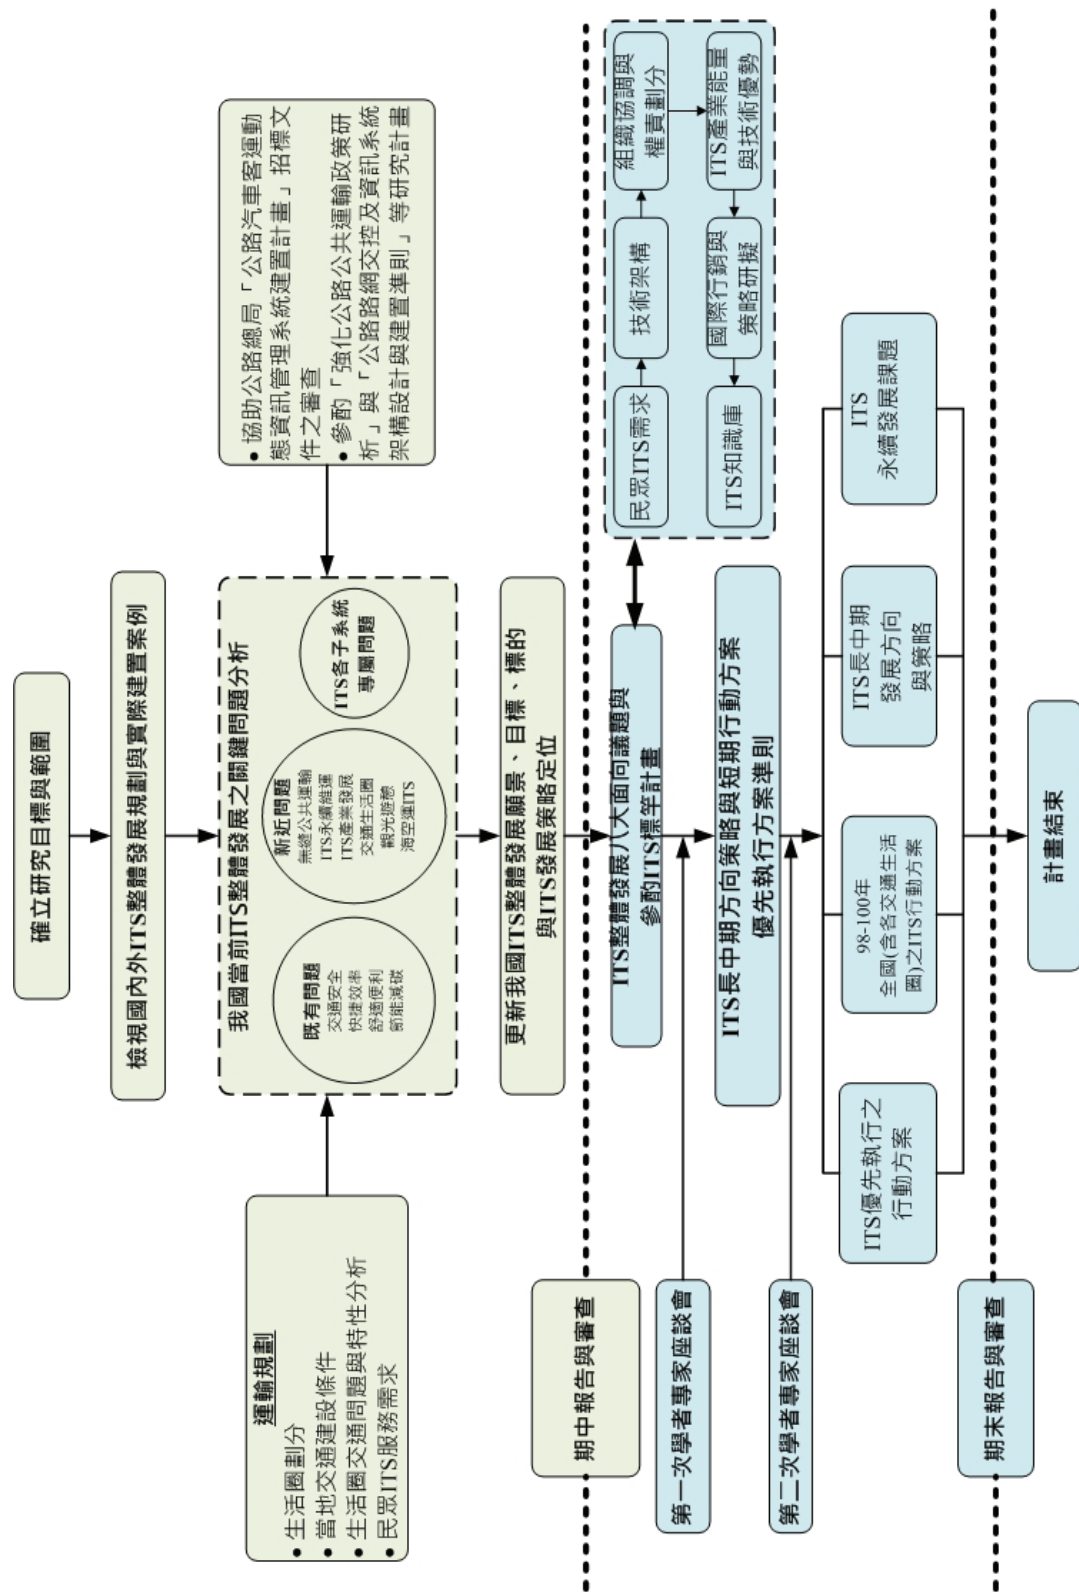 確立研究目標與範圍
檢視國內外ITS整體發展規劃與實際建置案例
運輸規劃
• 生活圈劃分
• 當地交通建設條件
• 生活圈交通問題與特性分析
• 民眾ITS服務需求
我國當前ITS整體發展之關鍵問題分析
既有問題
交通安全
快捷效率
舒適便利
節能減碳
新近問題
無縫公共運輸
ITS永續維運
ITS產業發展
交通生活圈
觀光遊憩
海空運ITS
ITS各子系統
專屬問題
• 協助公路總局「公路汽車客運動
態資訊管理系統建置計畫」招標文
件之審查
• 參酌「強化公路公共運輸政策研
析」與「公路路網交控及資訊系統
架構設計與建置準則」等研究計畫
更新我國ITS整體發展願景、目標、標的
與ITS發展策略定位
期中報告與審查
ITS整體發展八大面向議題與
參酌ITS標竿計畫
民眾ITS需求
技術架構
組織協調與
權責劃分
ITS知識庫
國際行銷與
策略研擬
ITS產業能量
與技術優勢
第一次學者專家座談會
ITS長中期方向策略與短期行動方案
優先執行方案準則
第二次學者專家座談會
ITS優先執行之
行動方案
98-100年
全國(含各交通生活
圈)之ITS行動方案
ITS長中期
發展方向
與策略
ITS
永續發展課題
期末報告與審查
計畫結束